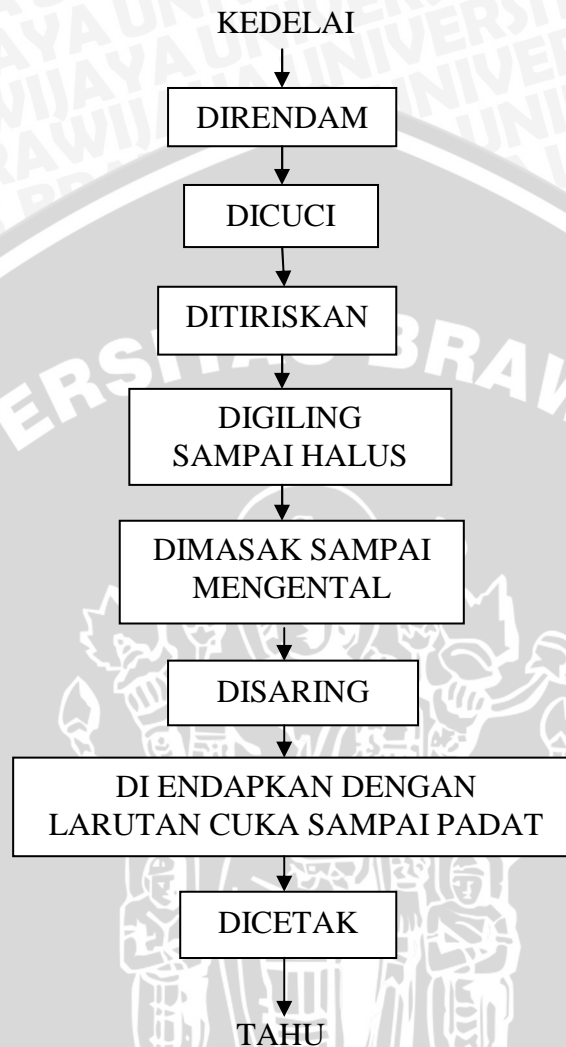 KEDELAI
DIRENDAM
DICUCI
DITIRISKAN
DIGILING
SAMPAI HALUS
DIMASAK SAMPAI
MENGENTAL
DISARING
DI ENDAPKAN DENGAN
LARUTAN CUKA SAMPAI PADAT
DICETAK
TAHU